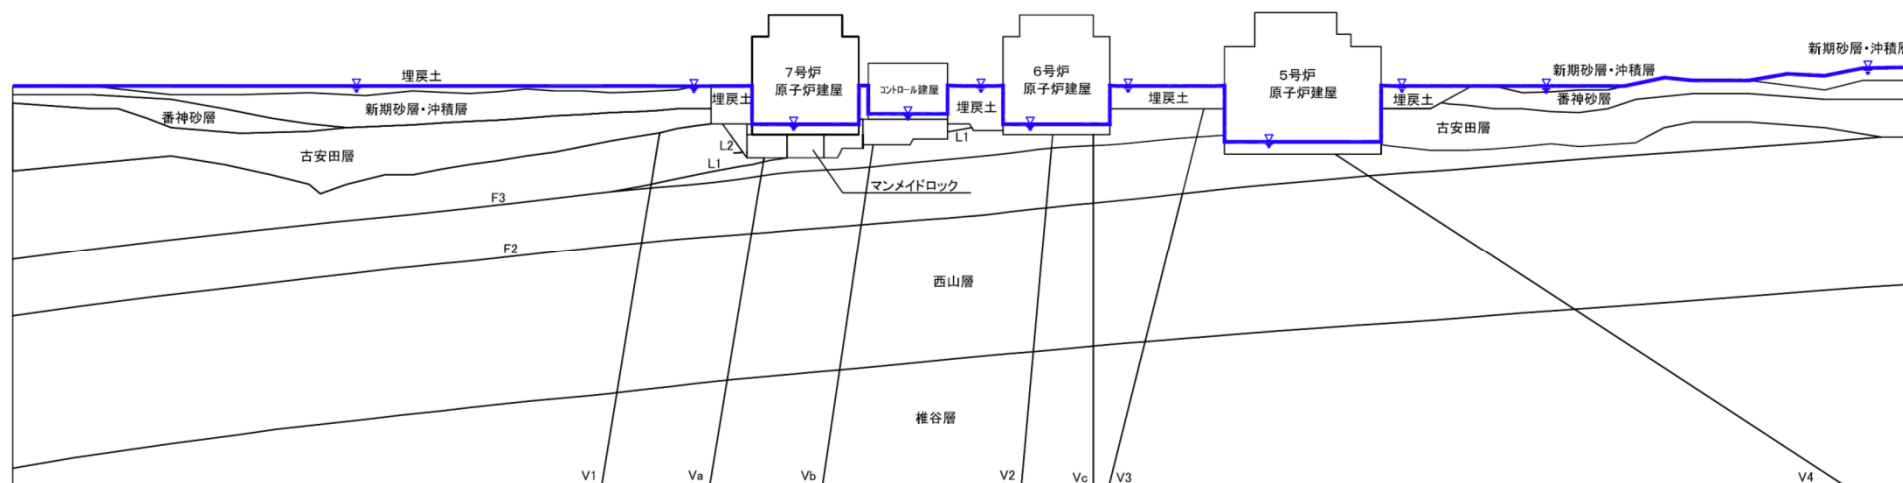 新期砂層・沖積層
7号炉
原子炉建屋
6号炉
原子炉建屋
5号炉
原子炉建屋
埋戻土
新期砂層・沖積層
コントロール建屋
埋戻土
埋戻土
埋戻土
埋戻土
番神砂層
番神砂層
新期砂層・沖積層
古安田層
古安田層
L2
L1
L1
マンメイドロック
F3
F2
西山層
椎谷層
V1
Va
Vb
V2
Vc
V3
V4